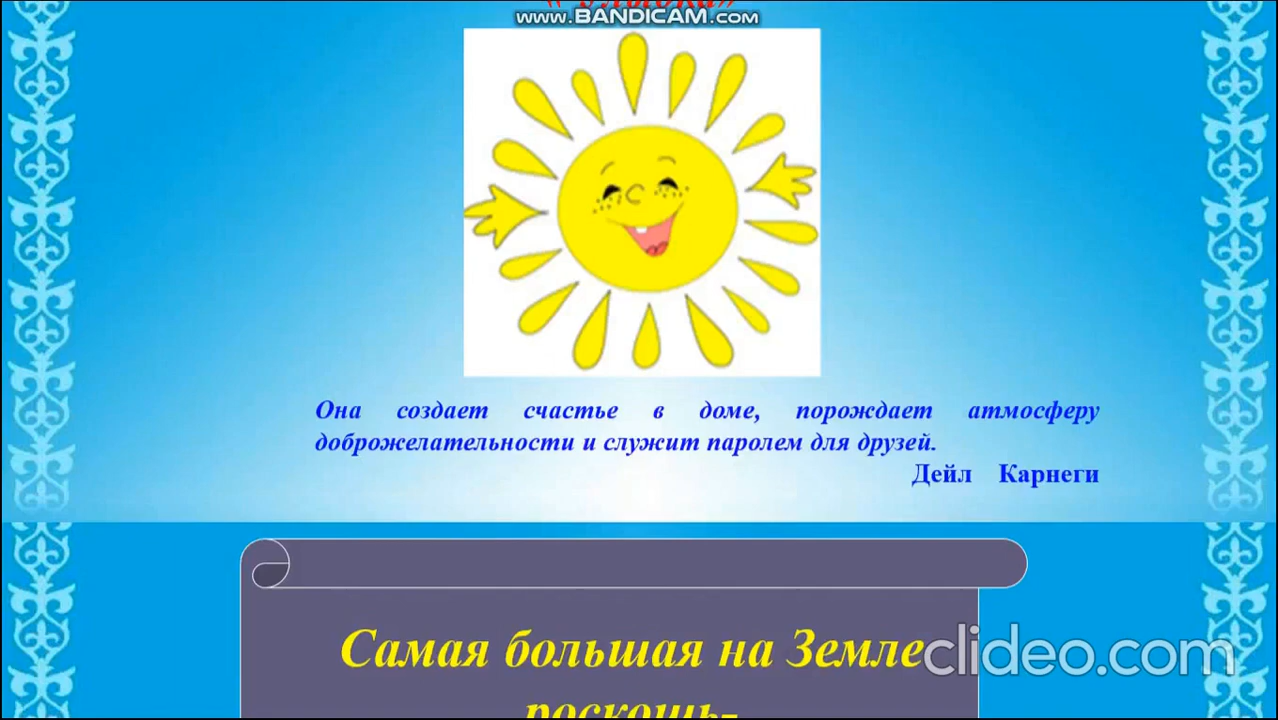 www.BANDICAM.com
Она создает счастье в доме, порождает атмосферу
доброжелательности и служит паролем для друзей.
Дейл Карнеги
Самая большая на Земле
роскошь-
clideo.com